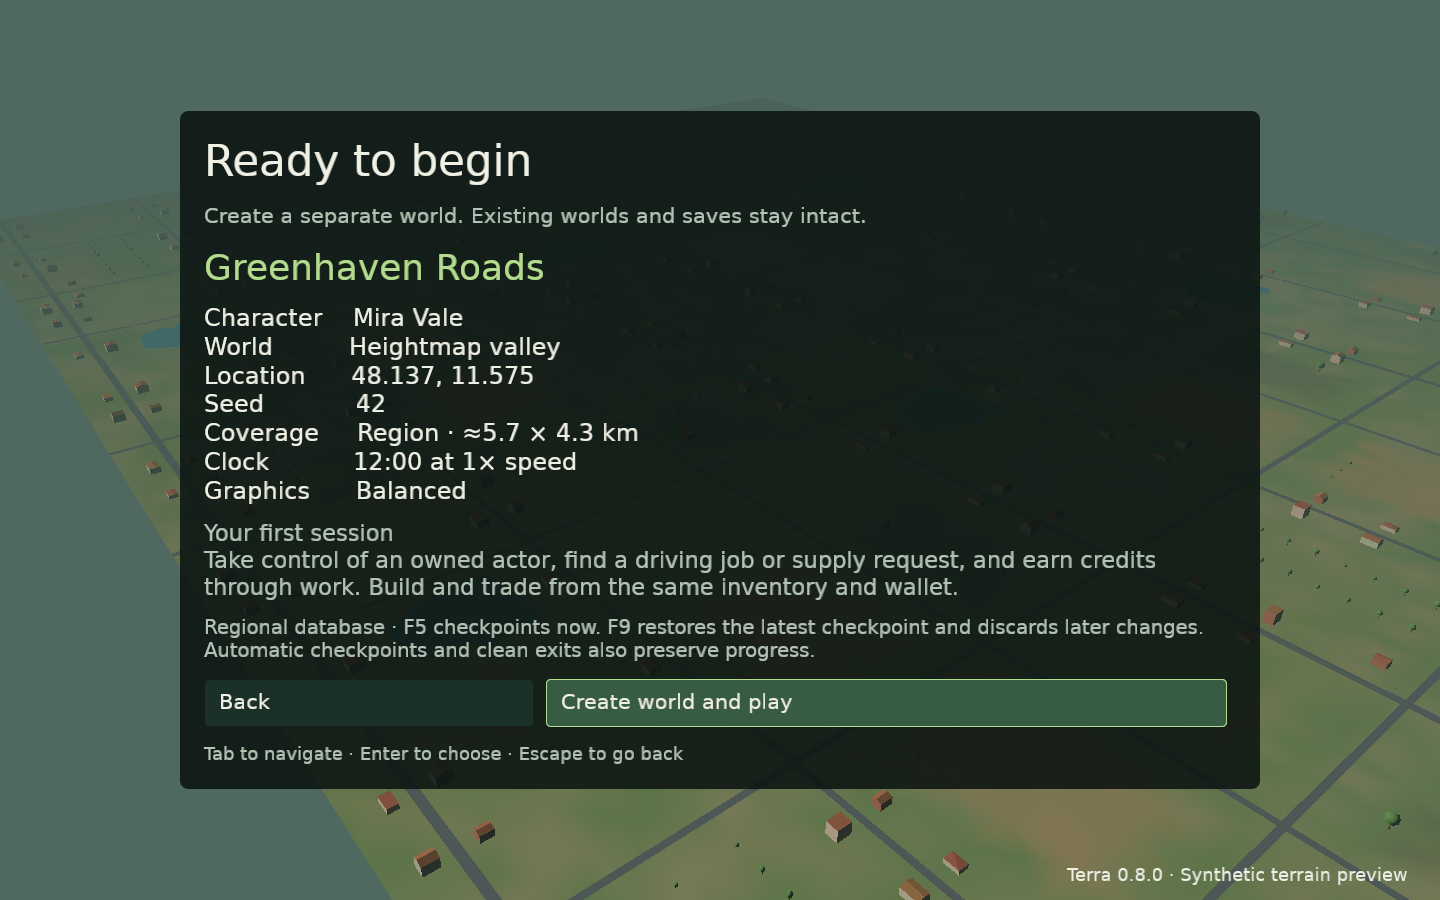 Ready to begin
Create a separate world. Existing worlds and saves stay intact.
Greenhaven Roads
Character Mira Vale
World Heightmap valley
Location 48.137, 11.575
Seed 42
Coverage Region · ≈5.7 × 4.3 km
Clock 12:00 at 1× speed
Graphics Balanced
Your first session
Take control of an owned actor, find a driving job or supply request, and earn credits
through work. Build and trade from the same inventory and wallet.
Regional database · F5 checkpoints now. F9 restores the latest checkpoint and discards later changes.
Automatic checkpoints and clean exits also preserve progress.
Back
Create world and play
Tab to navigate · Enter to choose · Escape to go back
Terra 0.8.0 · Synthetic terrain preview